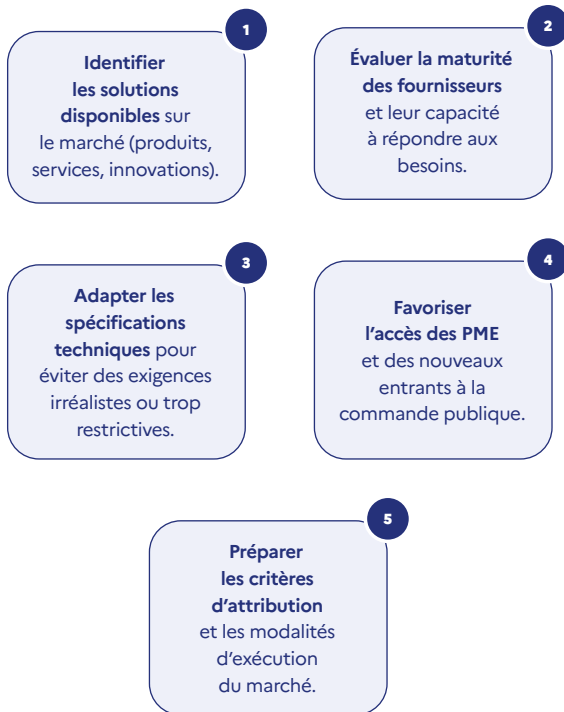 1
Identifier
les solutions
disponibles sur
le marché (produits,
services, innovations).
2
Évaluer la maturité
des fournisseurs
et leur capacité
à répondre aux
besoins.
3
Adapter les
spécifications
techniques pour
éviter des exigences
irréalistes ou trop
restrictives.
4
Favoriser
l’accès des PME
et des nouveaux
entrants à la
commande publique.
5
Préparer
les critères
d’attribution
et les modalités
d’exécution
du marché.